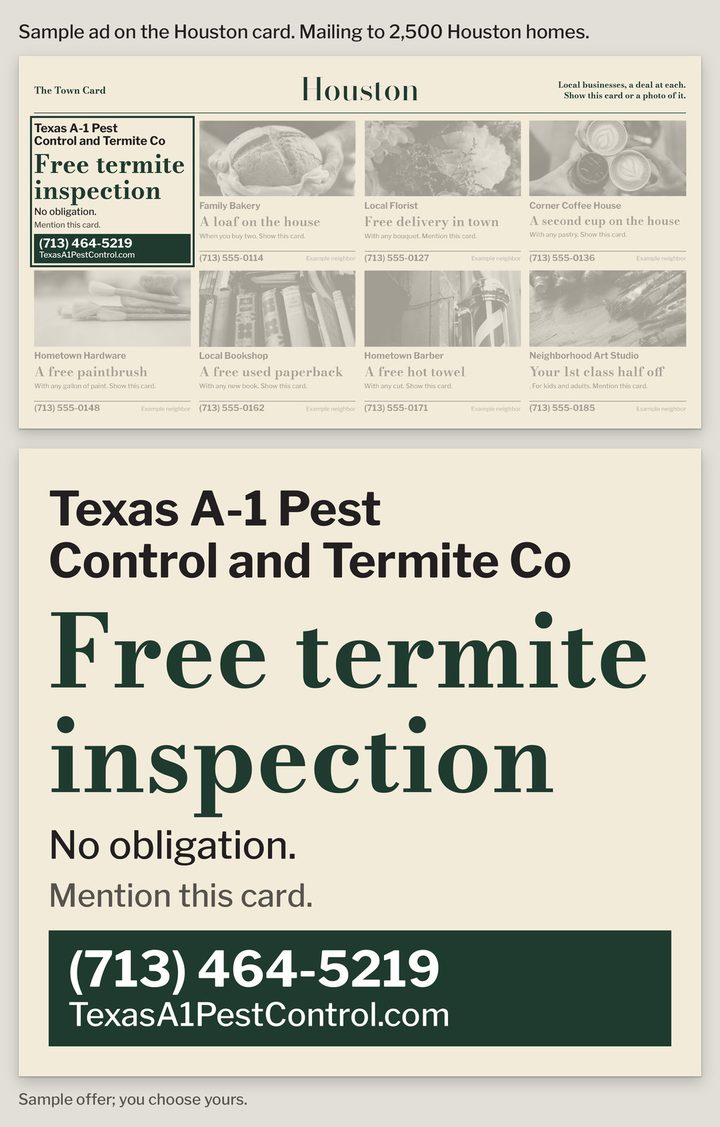 Sample ad on the Houston card. Mailing to 2,500 Houston homes.
The Town Card
Houston
Local businesses, a deal at each.
Show this card or a photo of it.
Texas A-1 Pest
Control and Termite Co
Free termite
inspection
No obligation.
Mention this card.
(713) 464-5219
TexasA1PestControl.com
Family Bakery
A loaf on the house
When you buy two. Show this card.
(713) 555-0114
Example neighbor
Local Florist
Free delivery in town
With any bouquet. Mention this card.
(713) 555-0127
Example neighbor
Corner Coffee House
A second cup on the house
With any pastry. Show this card.
(713) 555-0136
Example neighbor
Hometown Hardware
A free paintbrush
With any gallon of paint. Show this card.
(713) 555-0148
Example neighbor
Local Bookshop
A free used paperback
With any new book. Show this card.
(713) 555-0162
Example neighbor
Hometown Barber
A free hot towel
With any cut. Show this card.
(713) 555-0171
Example neighbor
Neighborhood Art Studio
Your 1st class half off
For kids and adults. Mention this card.
(713) 555-0185
Example neighbor
Texas A-1 Pest
Control and Termite Co
Free termite
inspection
No obligation.
Mention this card.
(713) 464-5219
TexasA1PestControl.com
Sample offer; you choose yours.